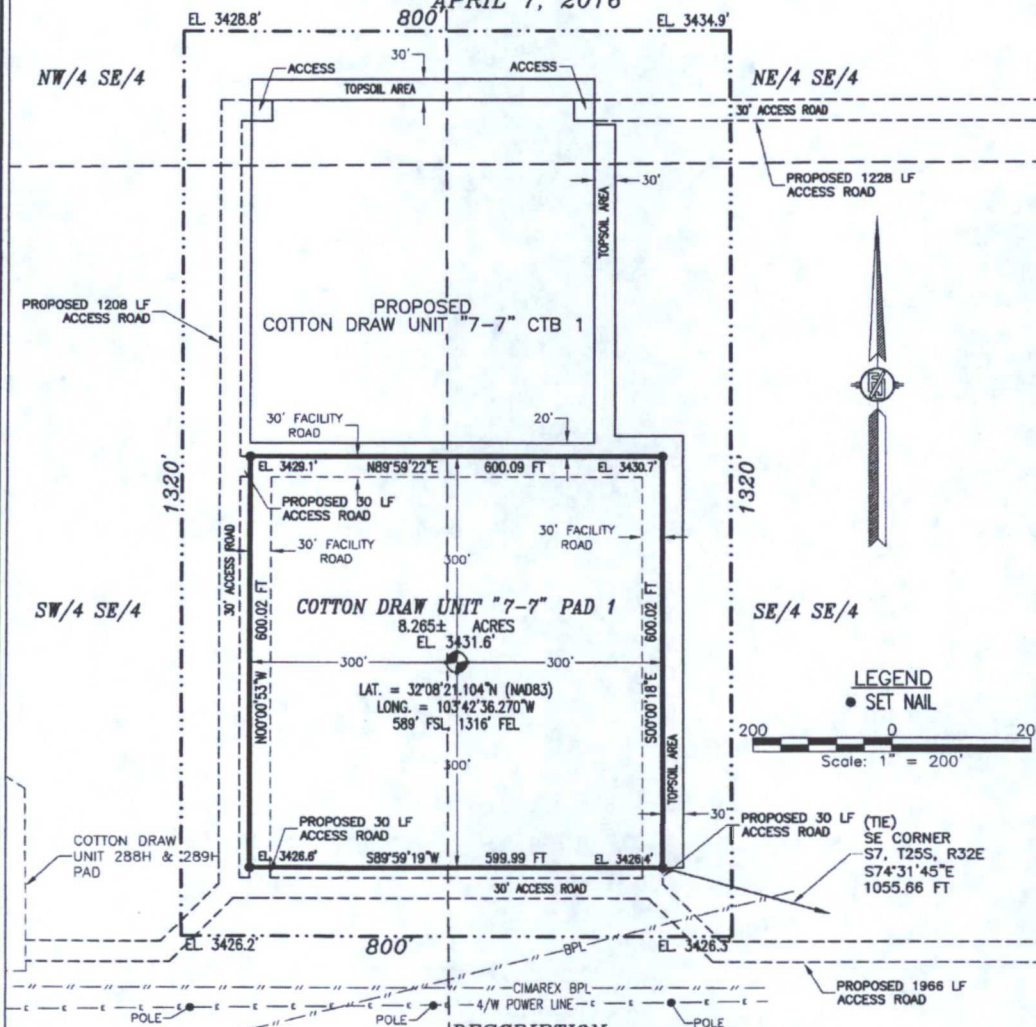 APRIL 7, 2016
EL. 3428.8'
800'
EL. 3434.9'
NW/4 SE/4
30'
ACCESS
ACCESS
TOPSOIL AREA
NE/4 SE/4
30' ACCESS ROAD
PROPOSED 1228 LF
ACCESS ROAD
30'
TOPSOIL AREA
PROPOSED 1208 LF
ACCESS ROAD
PROPOSED
COTTON DRAW UNIT "7-7" CTB 1
30' FACILITY
ROAD
20'
EL. 3429.1'
N89°59'22"E
600.09 FT
EL. 3430.7'
1320'
1320'
PROPOSED 30 LF
ACCESS ROAD
30' FACILITY
ROAD
30' FACILITY
ROAD
300'
30' ACCESS ROAD
600.02 FT
N00°00'53"W
COTTON DRAW UNIT "7-7" PAD 1
8.265± ACRES
EL. 3431.6'
300'
300'
LAT. = 32°08'21.104"N (NAD83)
LONG. = 103°42'36.270"W
589' FSL, 1316' FEL
300'
600.02 FT
S00°00'18"E
TOPSOIL AREA
SW/4 SE/4
SE/4 SE/4
LEGEND
SET NAIL
200
0
20
Scale: 1" = 200'
30'
PROPOSED 30 LF
ACCESS ROAD
PROPOSED 30 LF
ACCESS ROAD
(TIE)
SE CORNER
S7, T25S, R32E
S74°31'45"E
1055.66 FT
COTTON DRAW
UNIT 288H & 289H
PAD
EL. 3426.6'
S89°59'19"W
599.99 FT
EL. 3426.4'
30' ACCESS ROAD
EL. 3426.2'
800'
BPL
EL. 3426.3'
CIMAREX BPL
4/W POWER LINE
PROPOSED 1966 LF
ACCESS ROAD
POLE
POLE
POLE
DESCRIPTION